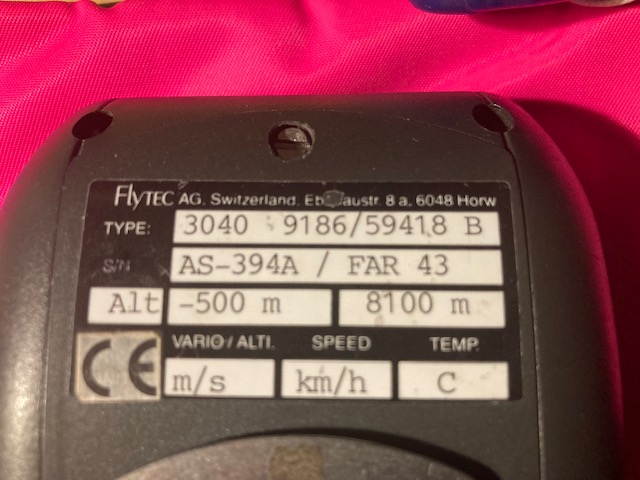 FLYTEC AG. Switzerland. 8 a, 6048 Horw
TYPE: 3040 9186/59418 B
S/N AS-394A / FAR 43
Alt -500 m 8100 m
VARIO / ALTI. SPEED TEMP.
CE m/s km/h C